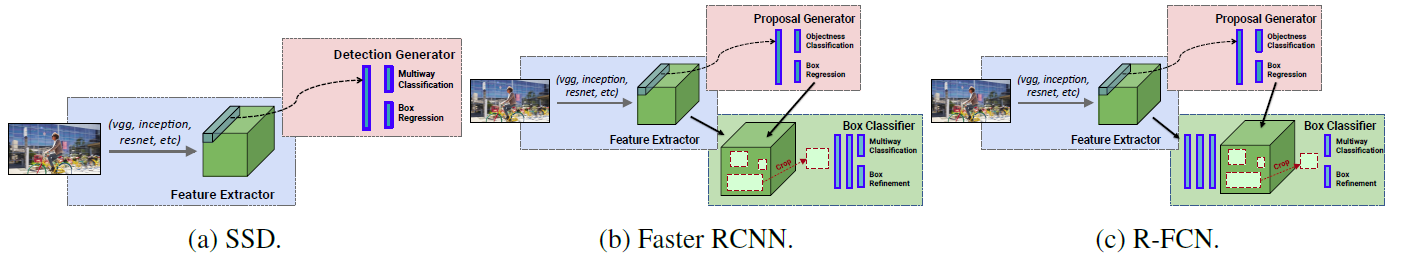 Detection Generator
Multiway
Classification
Box
Regression
(vgg, inception,
resnet, etc)
Feature Extractor
(a) SSD.
Proposal Generator
Objectness
Classification
Box
Regression
(vgg, inception,
resnet, etc)
Feature Extractor
Box Classifier
Multiway
Classification
Crop
Box
Refinement
(b) Faster RCNN.
Proposal Generator
Objectness
Classification
Box
Regression
(vgg, inception,
resnet, etc)
Feature Extractor
Box Classifier
Multiway
Classification
Crop
Box
Refinement
(c) R-FCN.